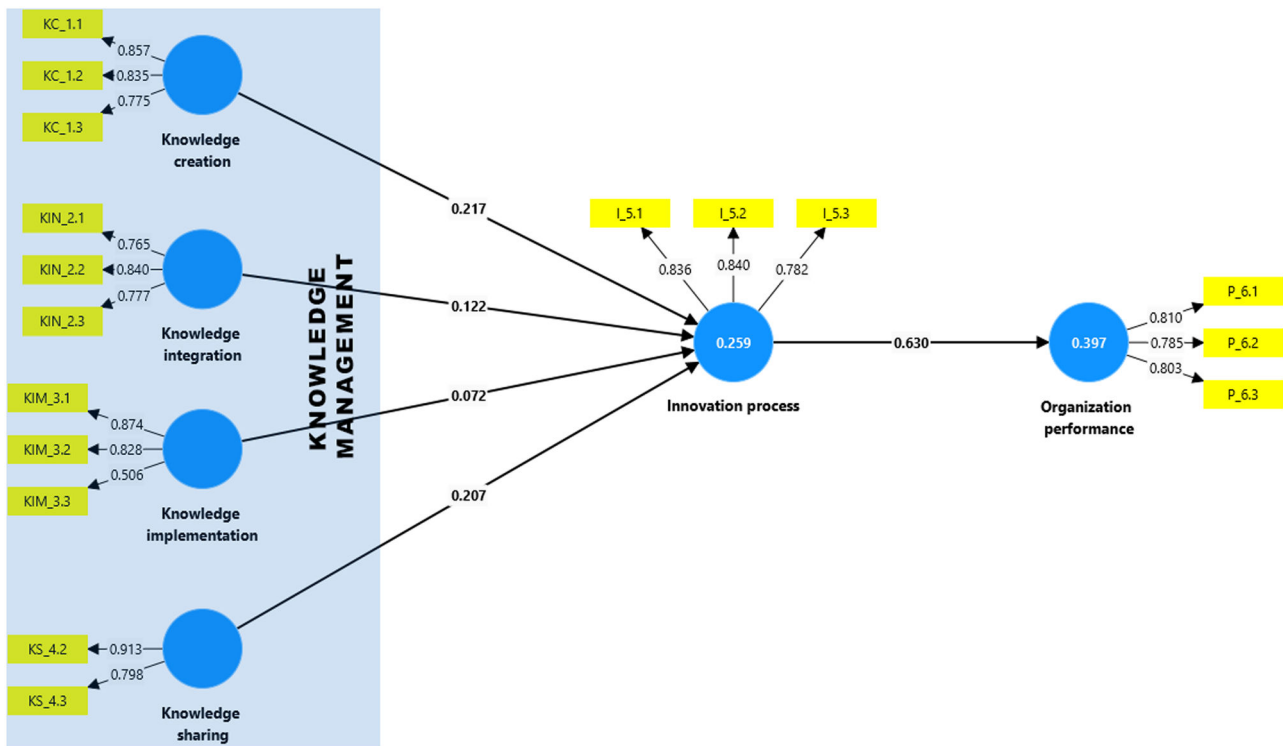 KC_1.1
0.857
KC_1.2
0.835
KC_1.3
0.775
Knowledge
creation
KIN_2.1
0.765
KIN_2.2
0.840
KIN_2.3
0.777
Knowledge
integration
KIM_3.1
0.874
KIM_3.2
0.828
KIM_3.3
0.506
Knowledge
implementation
KS_4.2
0.913
KS_4.3
0.798
Knowledge
sharing
KNOWLEDGE
MANAGEMENT
0.217
0.122
0.072
0.207
I_5.1
I_5.2
I_5.3
0.836
0.840
0.782
0.259
Innovation process
0.630
0.397
Organization
performance
P_6.1
0.810
P_6.2
0.785
P_6.3
0.803